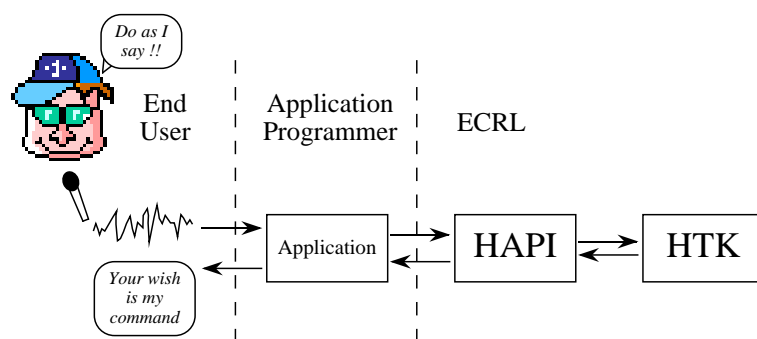 Do as I
say !!
End
User
Application
Programmer
ECRL
Application
HAPI
HTK
Your wish
is my
command